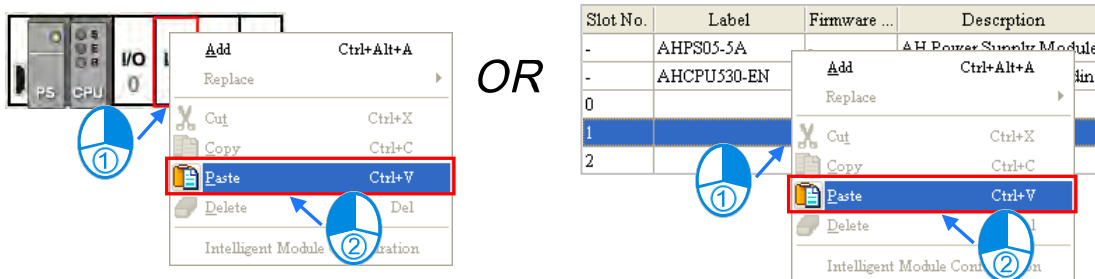 PS
CPU
S
E
B
I/O
0
①
Add Ctrl+Alt+A
Replace
Cut Ctrl+X
Copy Ctrl+C
Paste Ctrl+V
Delete Del
Intelligent Module
②
OR
Slot No. Label Firmware ... Descrption
- AHPS05-5A - AH Power Supply Module
- AHCPU530-EN
0
1
2
①
Add Ctrl+Alt+A
Replace
Cut Ctrl+X
Copy Ctrl+C
Paste Ctrl+V
Delete
Intelligent Module
②